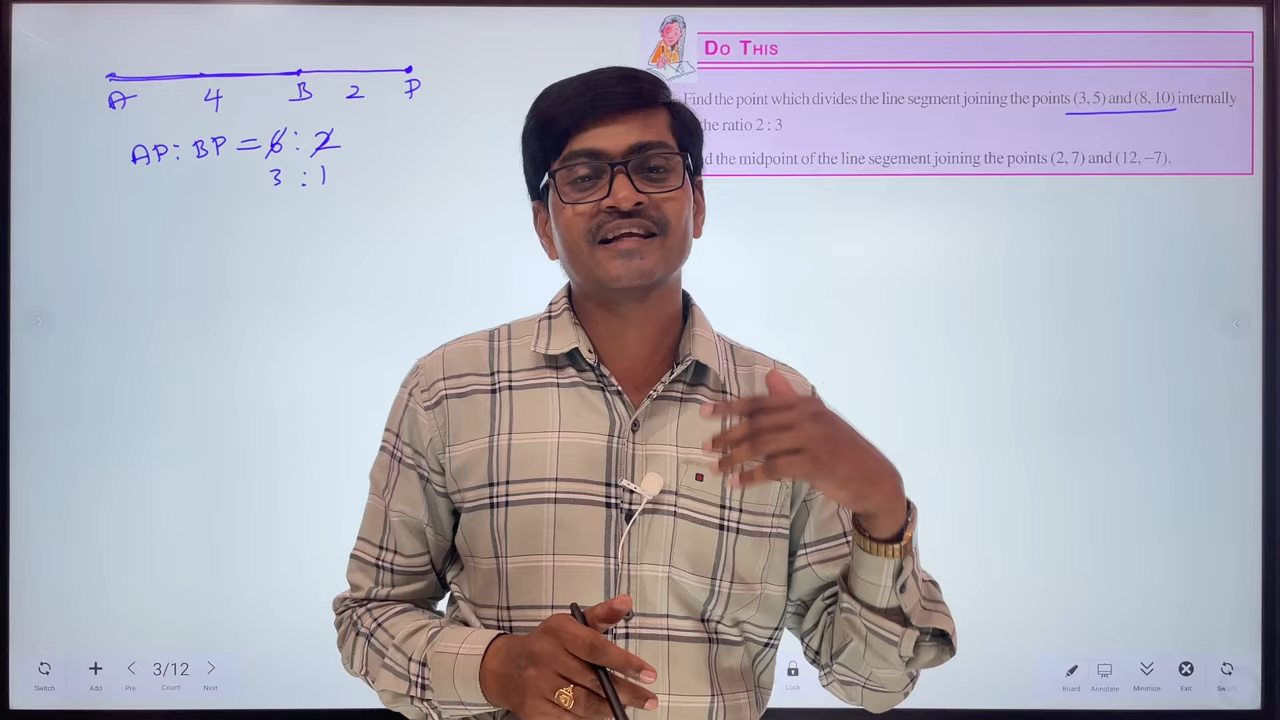 A 4 B 2 P
AP : BP = 6 : 2
3 : 1
DO THIS
Find the point which divides the line segment joining the points (3, 5) and (8, 10) internally
the ratio 2 : 3
the midpoint of the line segement joining the points (2, 7) and (12, −7).
Switch
Add
Pre.
3/12
Count
Next
Lock
Board
Annotate
Minimize
Exit